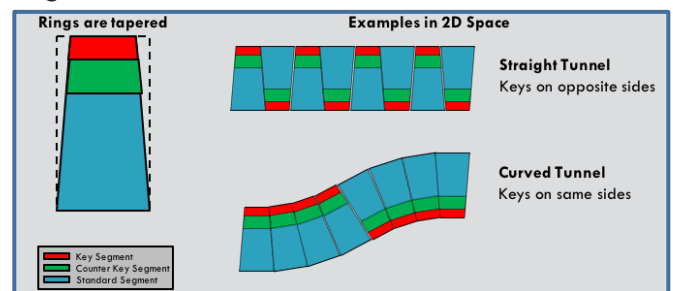 Rings are tapered
Examples in 2D Space
Straight Tunnel
Keys on opposite sides
Curved Tunnel
Keys on same sides
Key Segment
Counter Key Segment
Standard Segment